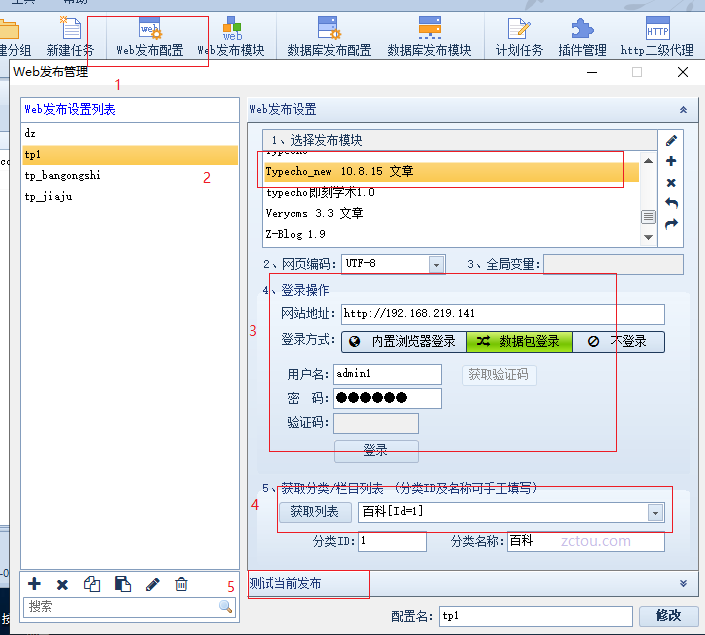 工具 帮助
建分组 新建任务 Web发布配置 Web发布模块 数据库发布配置 数据库发布模块 计划任务 插件管理 http二级代理
Web发布管理
1
Web发布设置列表
dz
tp1
tp_bangongshi
tp_jiaju
2
Web发布设置
1、选择发布模块
Typecho
Typecho_new 10.8.15 文章
typecho即刻学术1.0
Verycms 3.3 文章
Z-Blog 1.9
2、网页编码: UTF-8 3、全局变量:
4、登录操作
网站地址: http://192.168.219.141
3
登录方式: 内置浏览器登录 数据包登录 不登录
用户名: admin1 获取验证码
密 码: ●●●●●●
验证码:
登录
5、获取分类/栏目列表 (分类ID及名称可手工填写)
4
获取列表 百科[Id=1]
分类ID: 1 分类名称: 百科
zctou.com
5
测试当前发布
搜索
配置名: tp1 修改